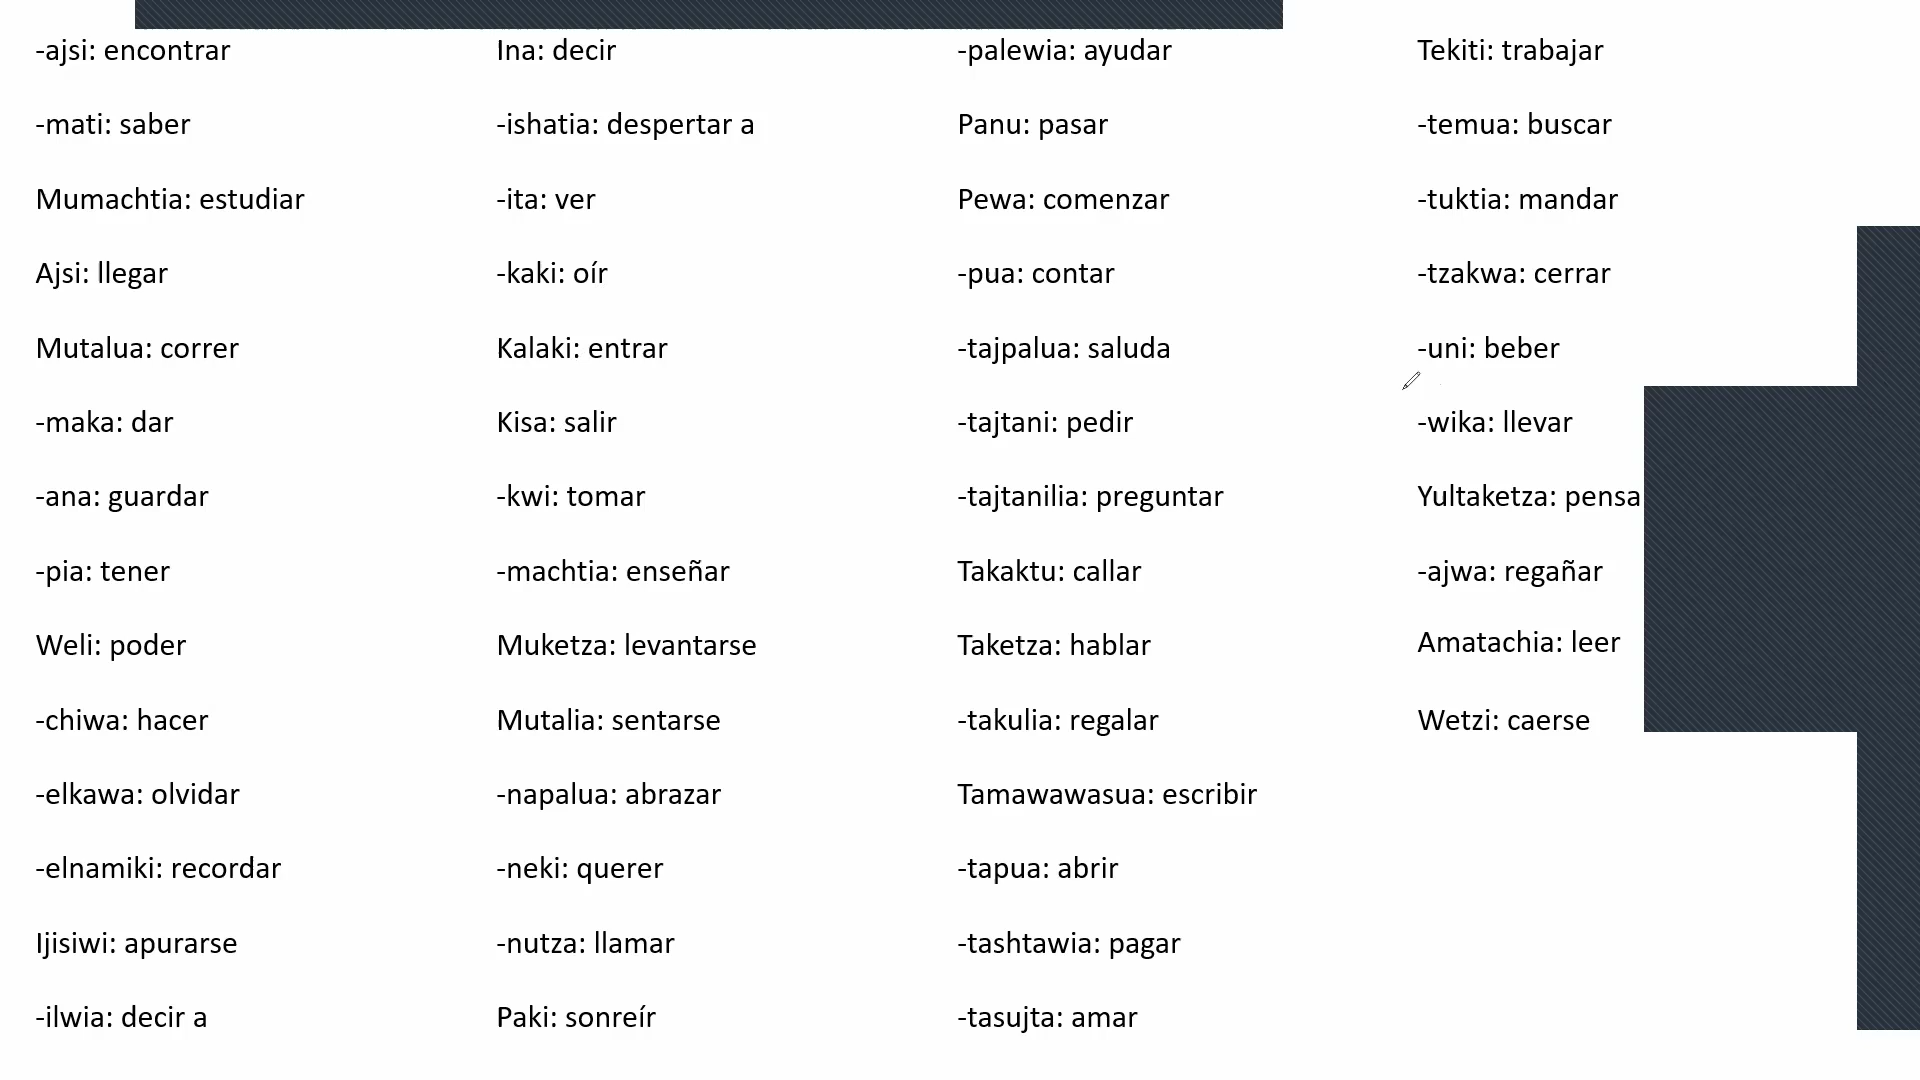 -ajsi: encontrar
-mati: saber
Mumachtia: estudiar
Ajsi: llegar
Mutalua: correr
-maka: dar
-ana: guardar
-pia: tener
Weli: poder
-chiwa: hacer
-elkawa: olvidar
-elnamiki: recordar
Ijisiwi: apurarse
-ilwia: decir a
Ina: decir
-ishatia: despertar a
-ita: ver
-kaki: oír
Kalaki: entrar
Kisa: salir
-kwi: tomar
-machtia: enseñar
Muketza: levantarse
Mutalia: sentarse
-napalua: abrazar
-neki: querer
-nutza: llamar
Paki: sonreír
-palewia: ayudar
Panu: pasar
Pewa: comenzar
-pua: contar
-tajpalua: saluda
-tajtani: pedir
-tajtanilia: preguntar
Takaktu: callar
Taketza: hablar
-takulia: regalar
Tamawawasua: escribir
-tapua: abrir
-tashtawia: pagar
-tasujta: amar
Tekiti: trabajar
-temua: buscar
-tuktia: mandar
-tzakwa: cerrar
-uni: beber
-wika: llevar
Yultaketza: pensa
-ajwa: regañar
Amatachia: leer
Wetzi: caerse